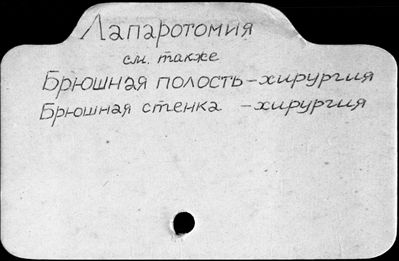 Лапаротомия
см. также
Брюшная полость-хирургия
Брюшная стенка -хирургия